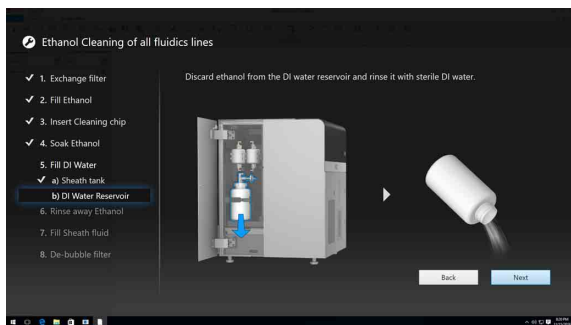 Ethanol Cleaning of all fluidics lines
1. Exchange filter
2. Fill Ethanol
3. Insert Cleaning chip
4. Soak Ethanol
5. Fill DI Water
a) Sheath tank
b) DI Water Reservoir
6. Rinse away Ethanol
7. Fill Sheath fluid
8. De-bubble filter
Discard ethanol from the DI water reservoir and rinse it with sterile DI water.
Back
Next